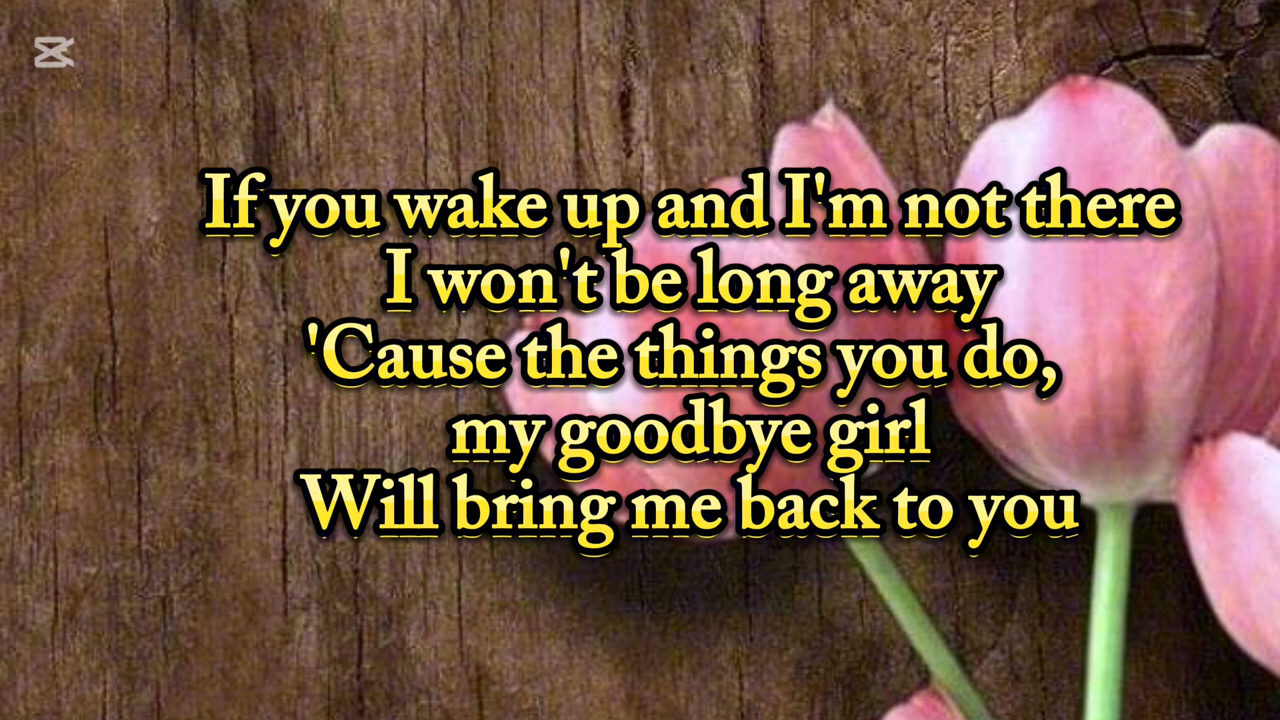 If you wake up and I'm not there
I won't be long away
'Cause the things you do,
my goodbye girl
Will bring me back to you